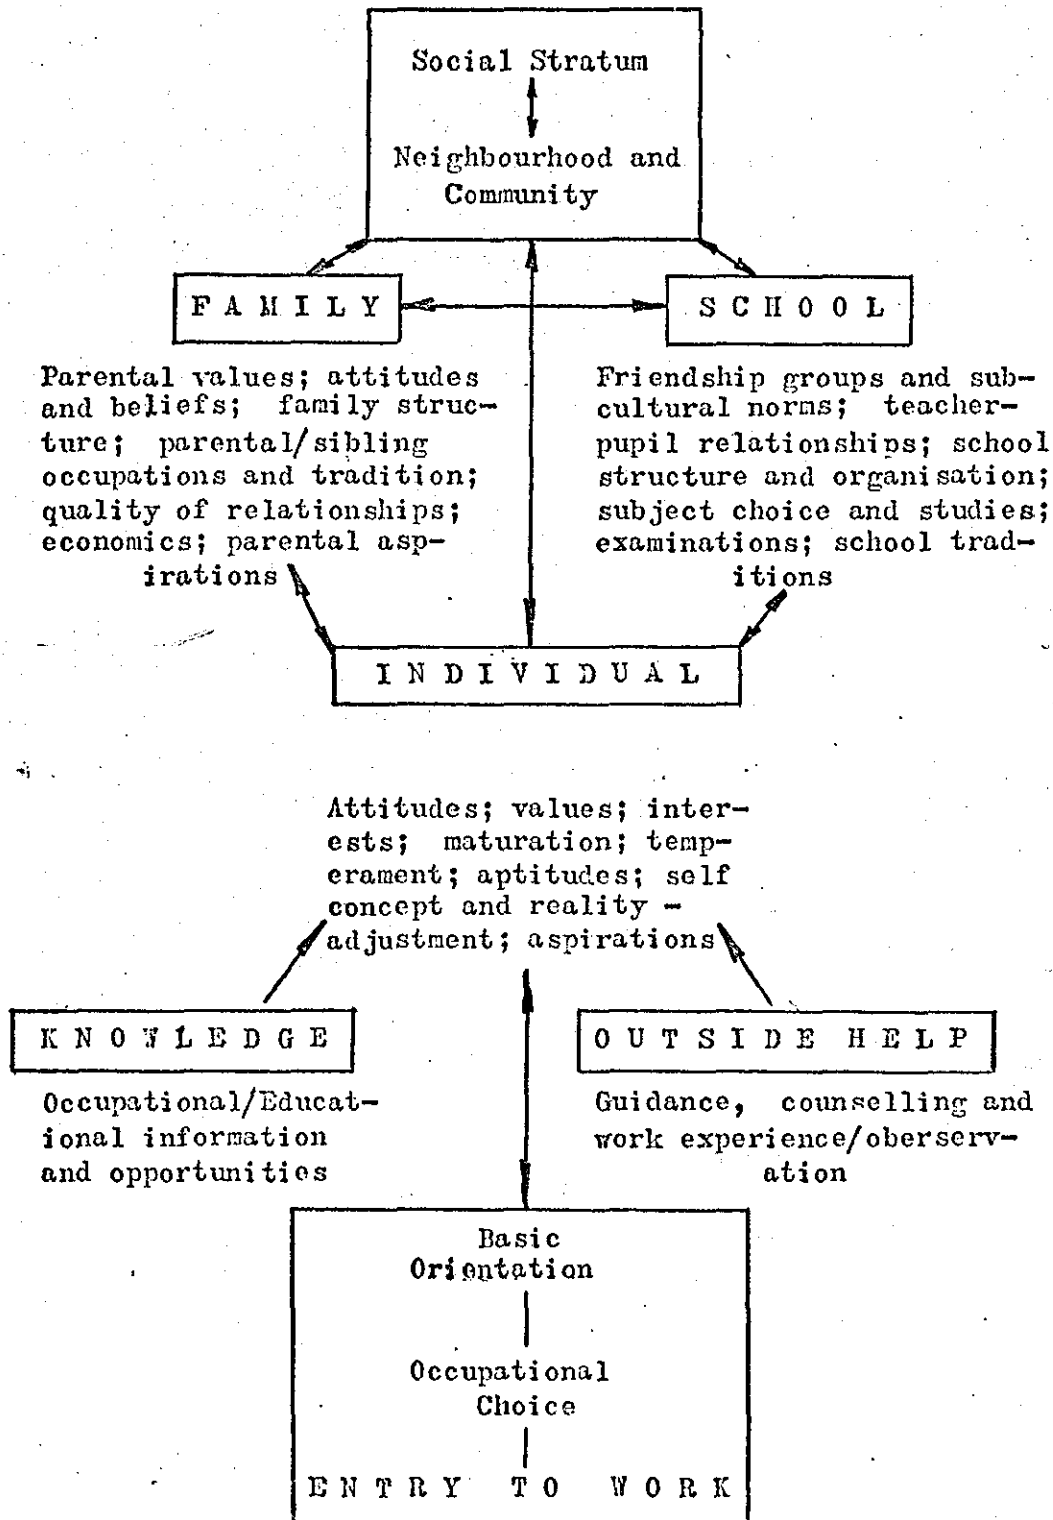 Social Stratum
Neighbourhood and
Community
FAMILY
SCHOOL
Parental values; attitudes
and beliefs; family struc-
ture; parental/sibling
occupations and tradition;
quality of relationships;
economics; parental asp-
irations
Friendship groups and sub-
cultural norms; teacher-
pupil relationships; school
structure and organisation;
subject choice and studies;
examinations; school trad-
itions
INDIVIDUAL
Attitudes; values; inter-
ests; maturation; temp-
erament; aptitudes; self
concept and reality -
adjustment; aspirations
KNOWLEDGE
Occupational/Educat-
ional information
and opportunities
OUTSIDE HELP
Guidance, counselling and
work experience/oberserv-
ation
Basic
Orientation
Occupational
Choice
ENTRY TO WORK